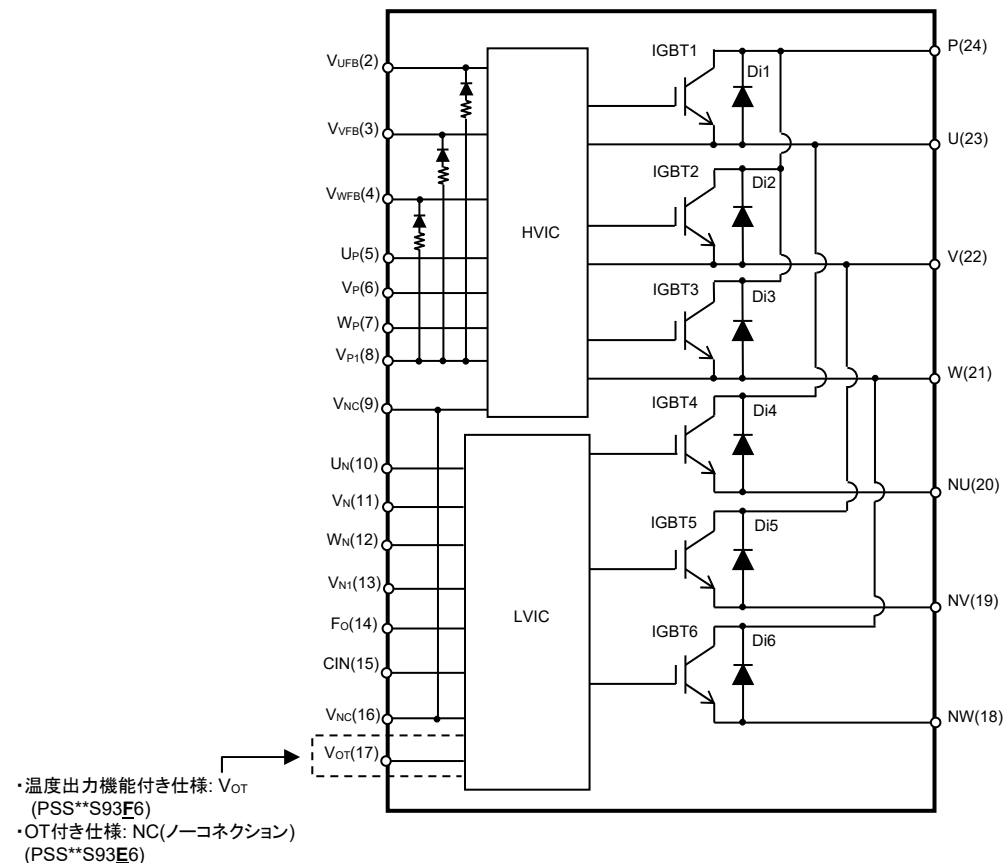 VUFB(2)
VVFB(3)
VWFB(4)
UP(5)
VP(6)
WP(7)
VP1(8)
VNC(9)
UN(10)
VN(11)
WN(12)
VN1(13)
FO(14)
CIN(15)
VNC(16)
VOT(17)
HVIC
LVIC
IGBT1
Di1
IGBT2
Di2
IGBT3
Di3
IGBT4
Di4
IGBT5
Di5
IGBT6
Di6
P(24)
U(23)
V(22)
W(21)
NU(20)
NV(19)
NW(18)
・温度出力機能付き仕様: VOT
(PSS**S93F6)
・OT付き仕様: NC(ノーコネクション)
(PSS**S93E6)